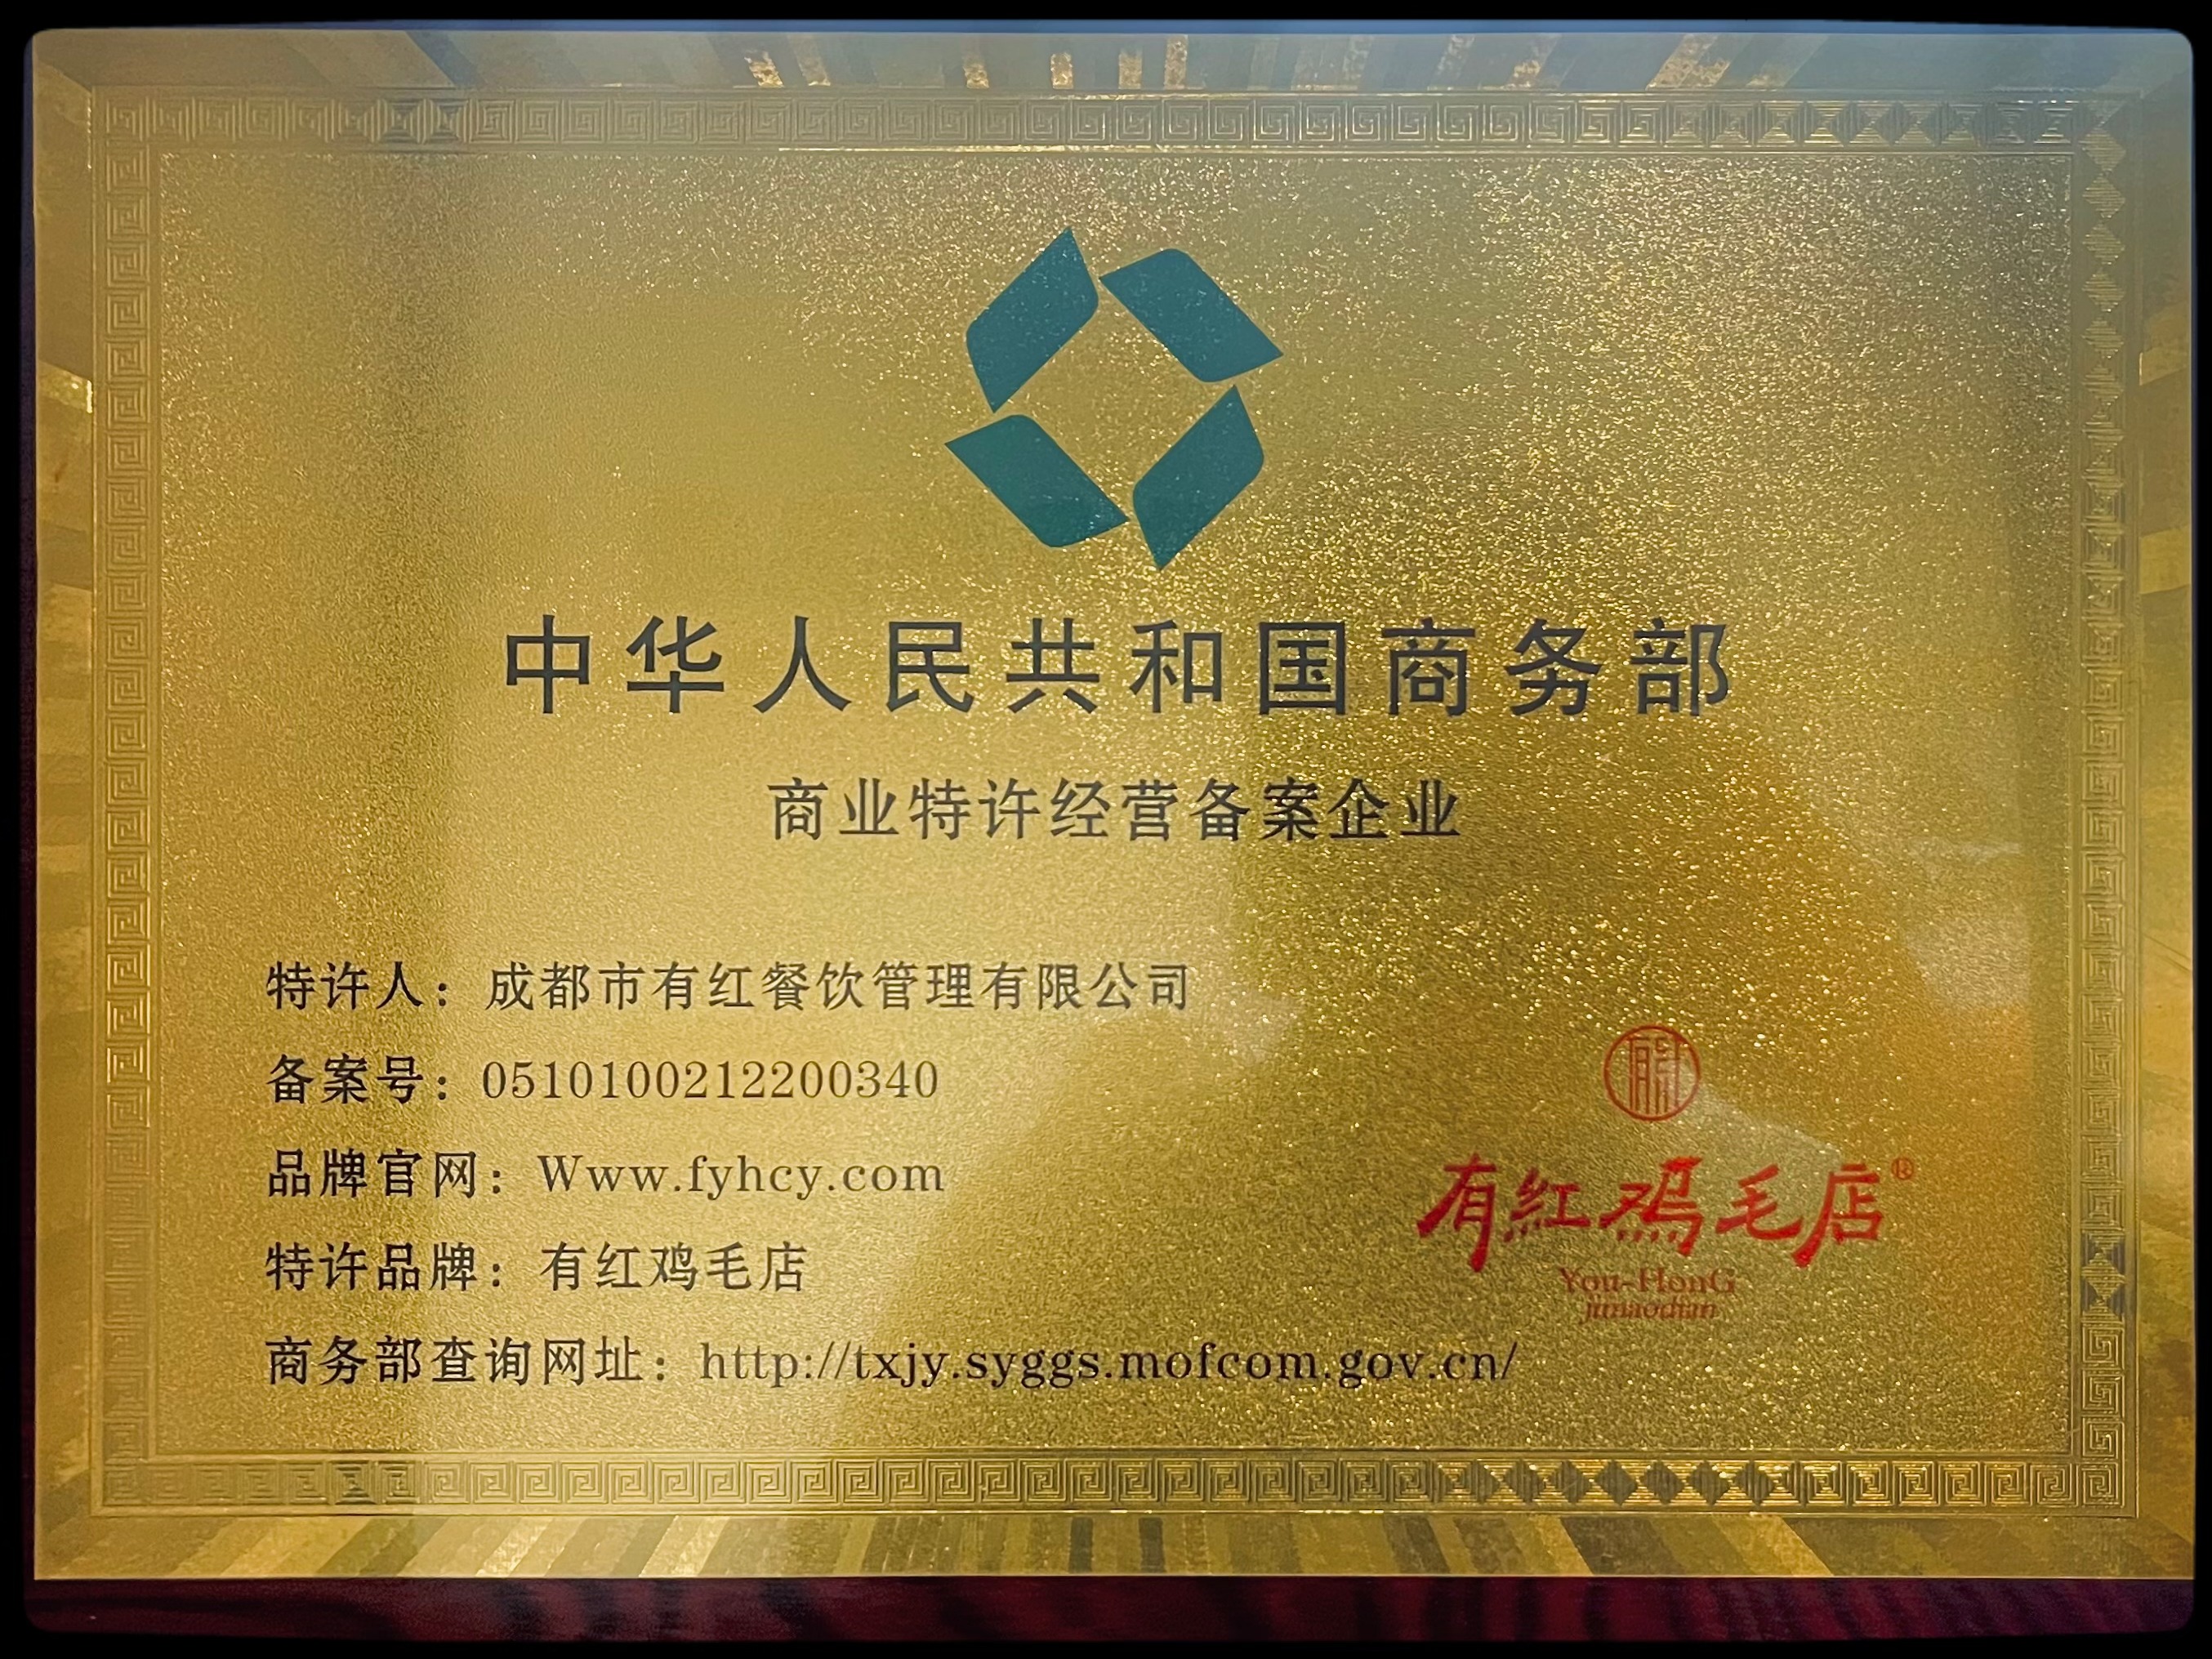 中华人民共和国商务部
商业特许经营备案企业
特许人：成都市有红餐饮管理有限公司
备案号：0510100212200340
品牌官网：Www.fyhcy.com
特许品牌：有红鸡毛店
商务部查询网址：http://txjy.syggs.mofcom.gov.cn/
有红
有红鸡毛店®
You-HonG
jimaodian